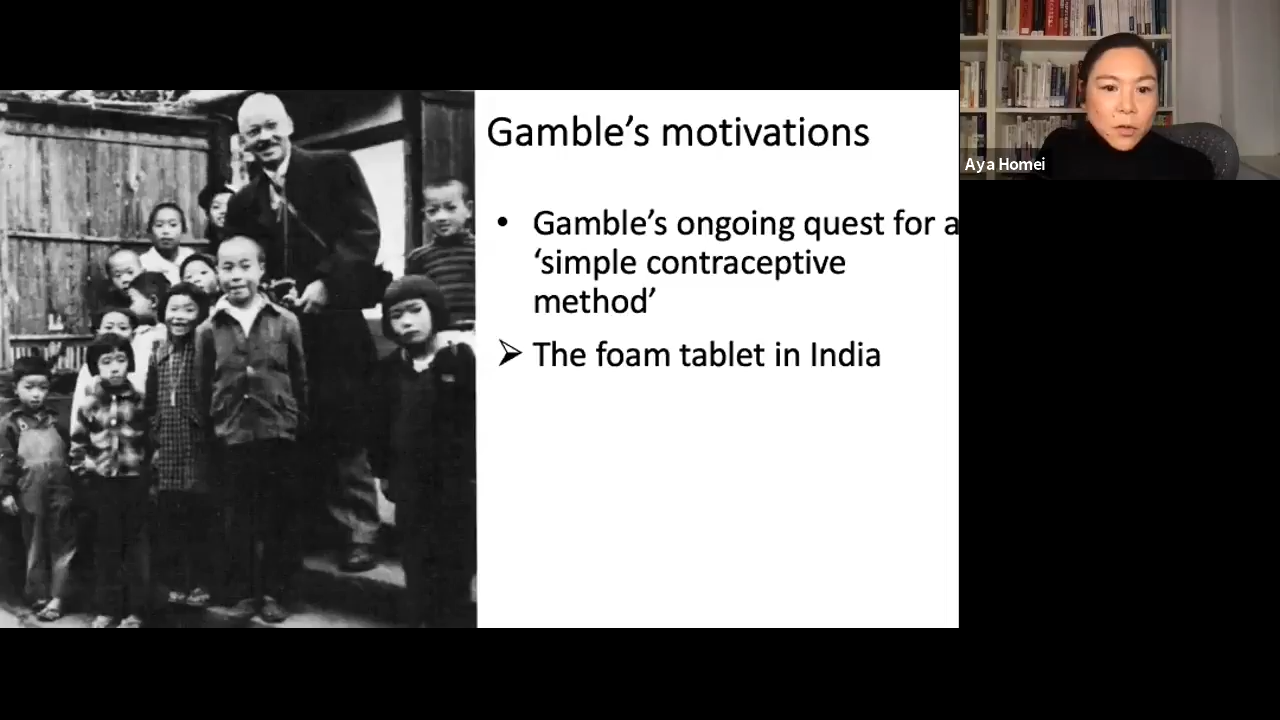 Gamble’s motivations
• Gamble’s ongoing quest for a
‘simple contraceptive
method’
➢ The foam tablet in India
Aya Homei